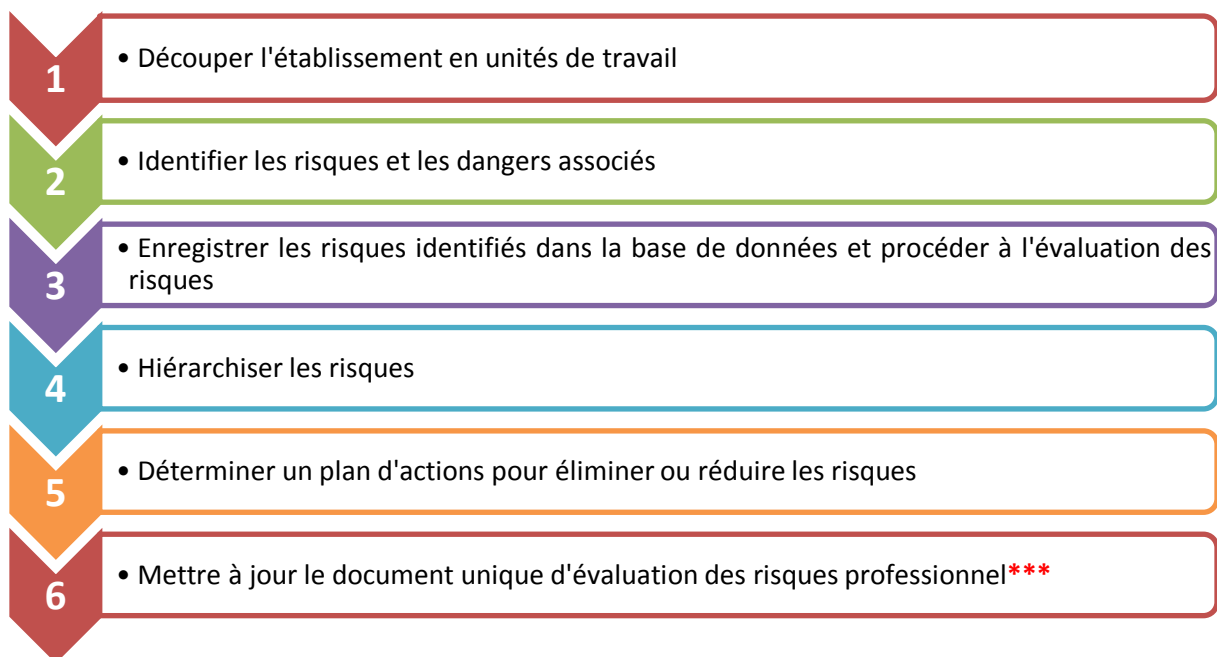 1
• Découper l'établissement en unités de travail
2
• Identifier les risques et les dangers associés
3
• Enregistrer les risques identifiés dans la base de données et procéder à l'évaluation des
risques
4
• Hiérarchiser les risques
5
• Déterminer un plan d'actions pour éliminer ou réduire les risques
6
• Mettre à jour le document unique d'évaluation des risques professionnel***